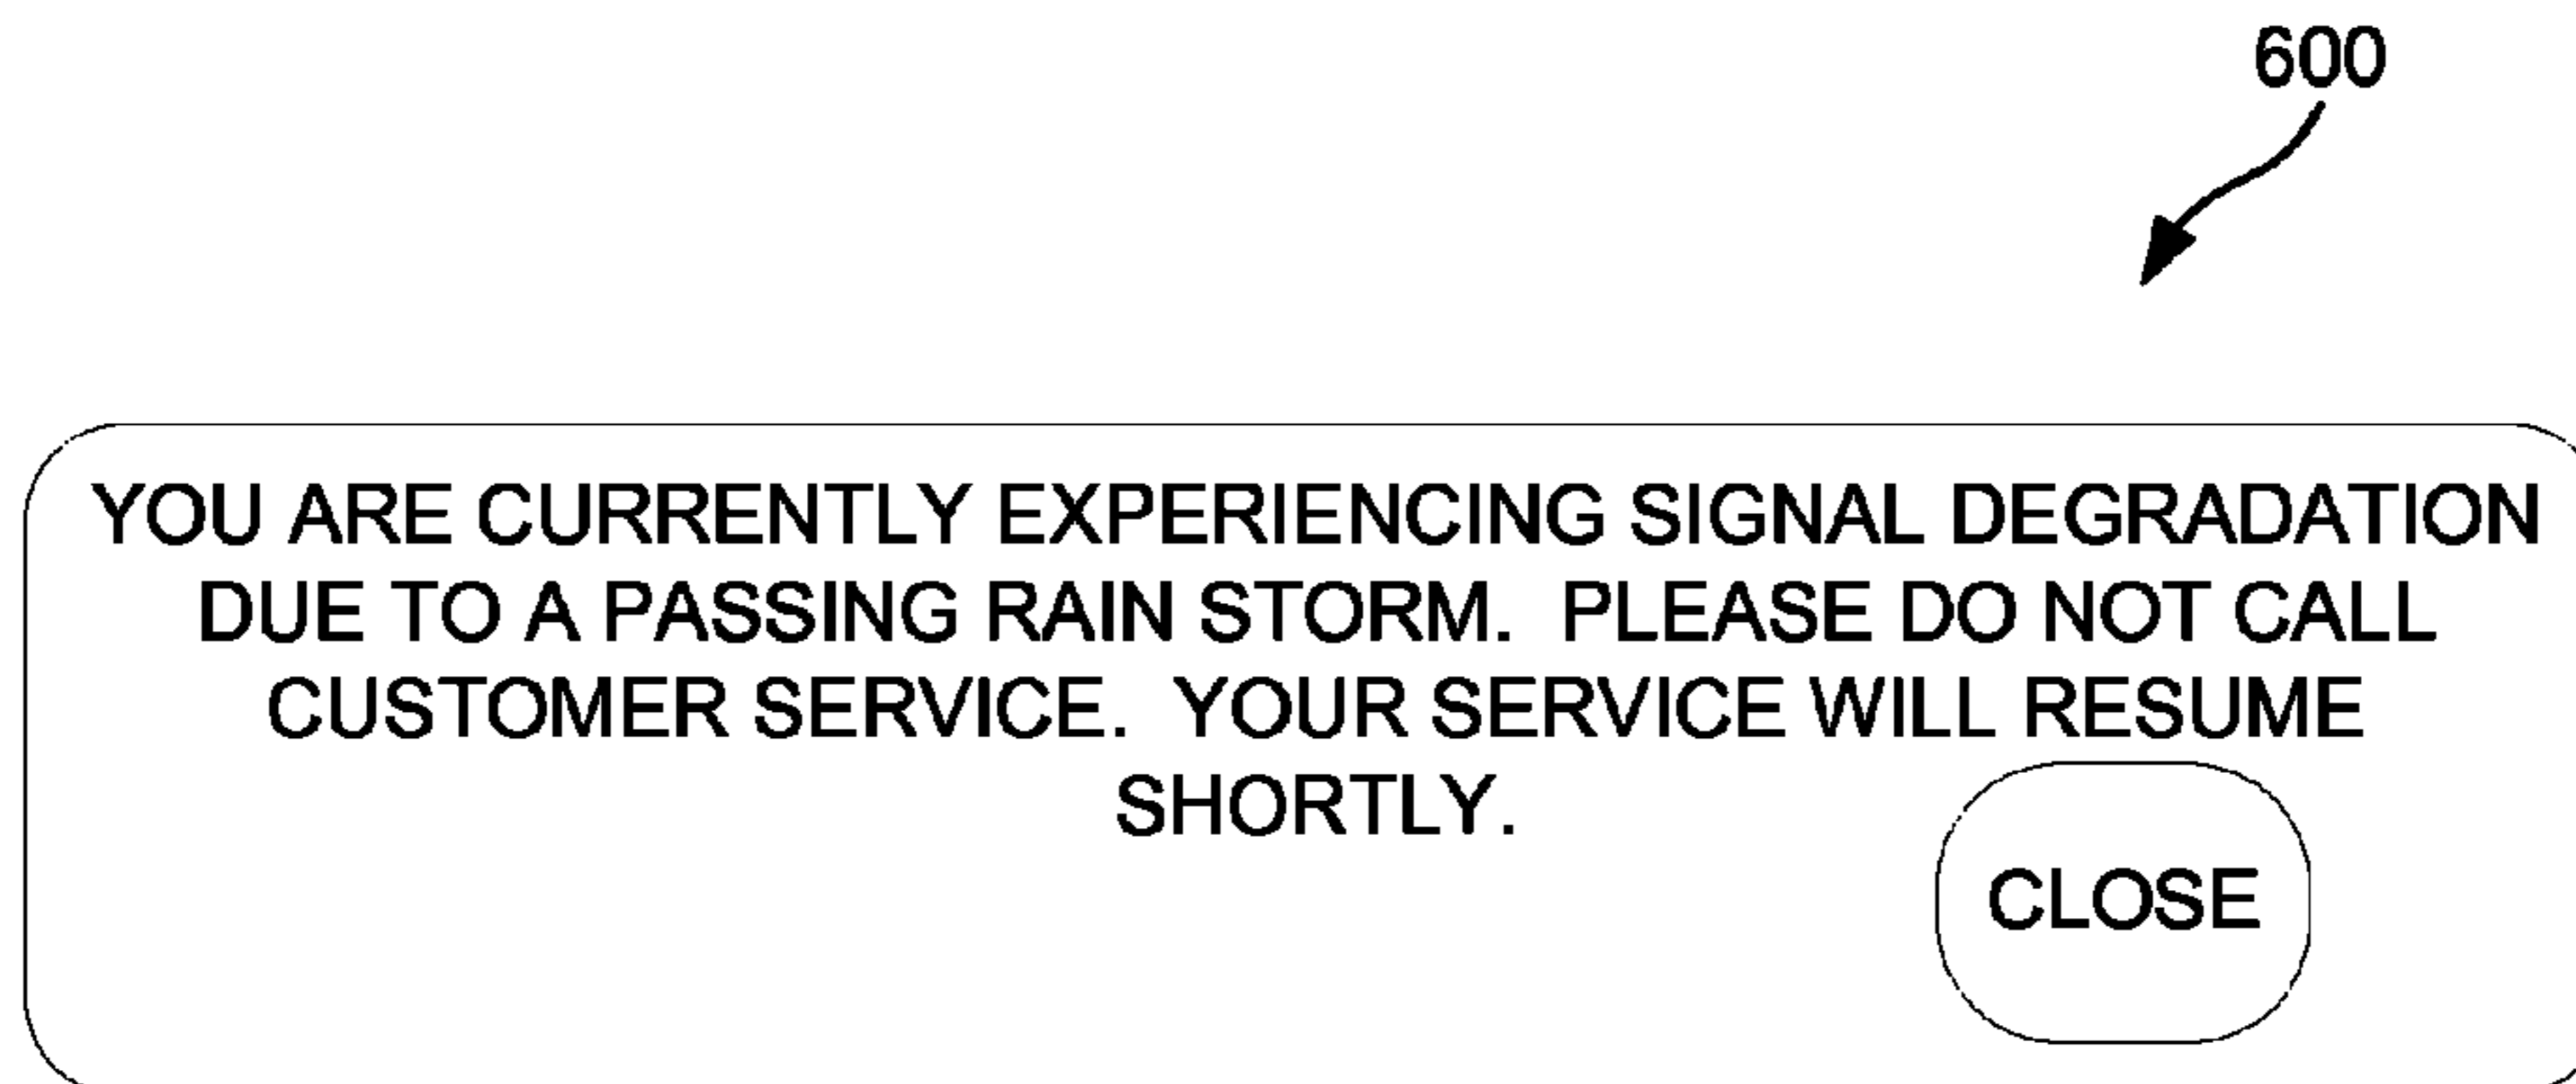 600
YOU ARE CURRENTLY EXPERIENCING SIGNAL DEGRADATION
DUE TO A PASSING RAIN STORM.  PLEASE DO NOT CALL
CUSTOMER SERVICE.  YOUR SERVICE WILL RESUME
SHORTLY.
CLOSE